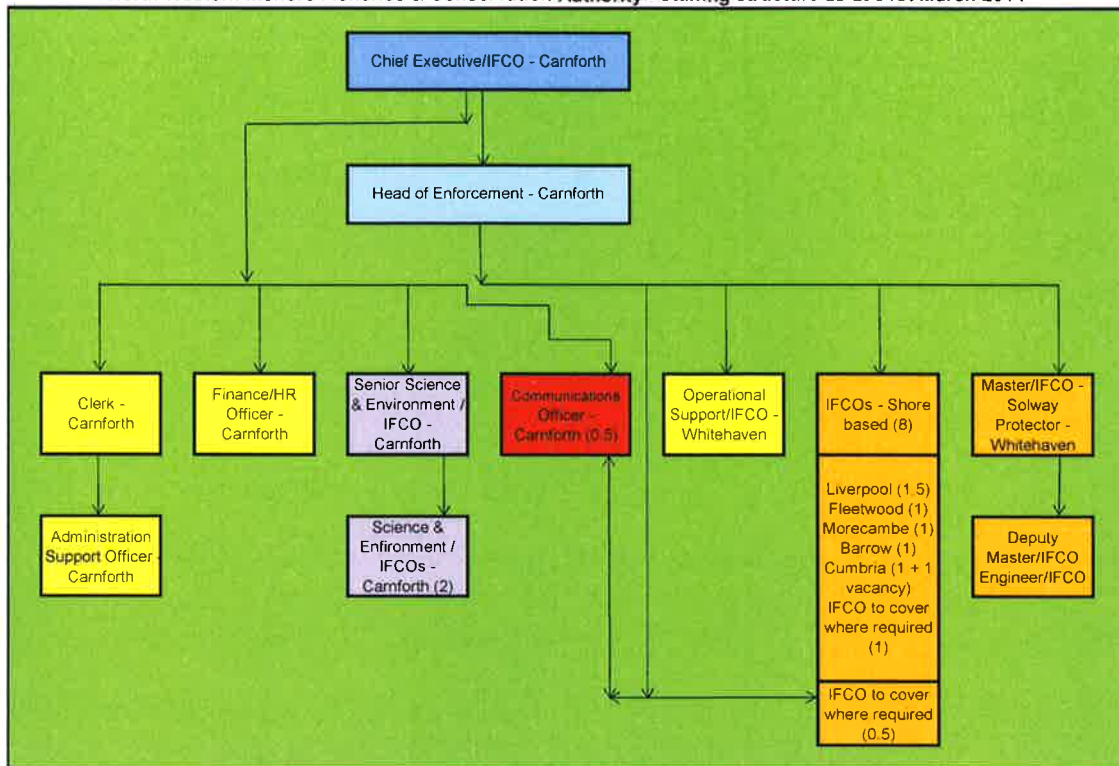 Authority
Chief Executive/IFCO - Carnforth
Head of Enforcement - Carnforth
Clerk -
Carnforth
Finance/HR
Officer -
Carnforth
Senior Science
& Environment /
IFCO -
Carnforth
Communications
Officer -
Carnforth (0.5)
Operational
Support/IFCO -
Whitehaven
IFCOs - Shore
based (8)
Master/IFCO -
Solway
Protector -
Whitehaven
Administration
Support Officer -
Carnforth
Science &
Enfironment /
IFCOs -
Carnforth (2)
Liverpool (1.5)
Fleetwood (1)
Morecambe (1)
Barrow (1)
Cumbria (1 + 1
vacancy)
IFCO to cover
where required
(1)
Deputy
Master/IFCO
Engineer/IFCO
IFCO to cover
where required
(0.5)